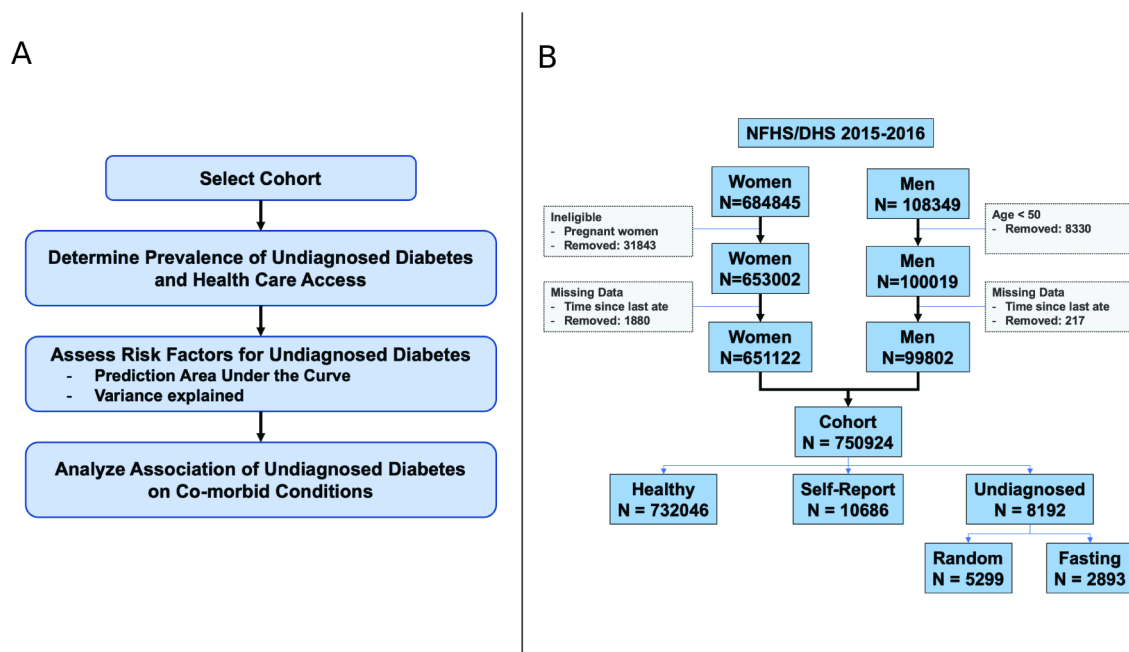 A
Select Cohort
Determine Prevalence of Undiagnosed Diabetes
and Health Care Access
Assess Risk Factors for Undiagnosed Diabetes
- Prediction Area Under the Curve
- Variance explained
Analyze Association of Undiagnosed Diabetes
on Co-morbid Conditions
B
NFHS/DHS 2015-2016
Women
N=684845
Men
N= 108349
Ineligible
- Pregnant women
- Removed: 31843
Age < 50
- Removed: 8330
Women
N=653002
Men
N=100019
Missing Data
- Time since last ate
- Removed: 1880
Missing Data
- Time since last ate
- Removed: 217
Women
N=651122
Men
N=99802
Cohort
N = 750924
Healthy
N = 732046
Self-Report
N = 10686
Undiagnosed
N = 8192
Random
N = 5299
Fasting
N = 2893